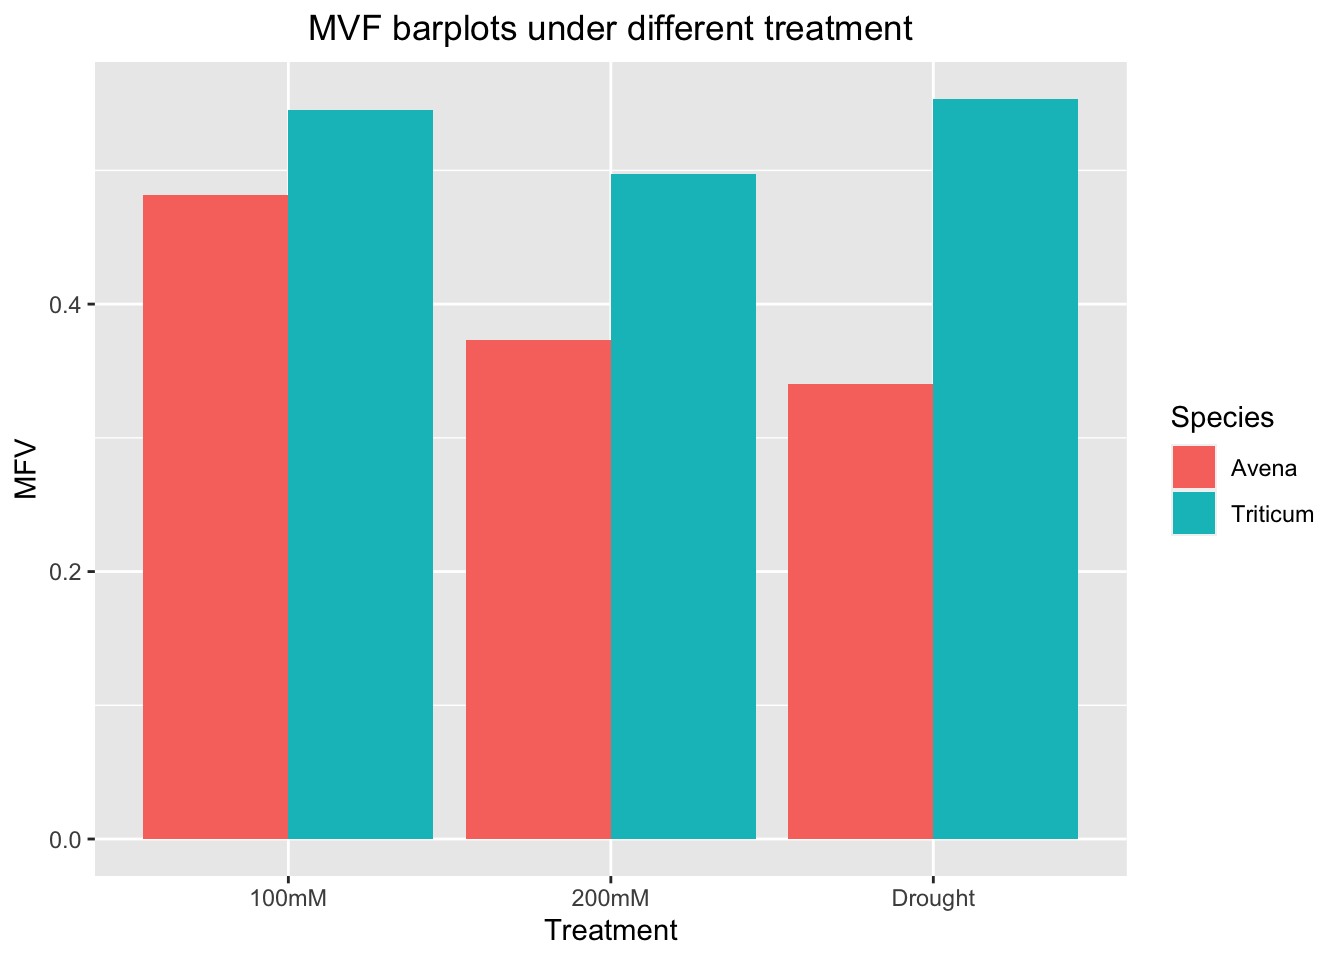 MVF barplots under different treatment
MFV
0.4
0.2
0.0
100mM
200mM
Drought
Treatment
Species
Avena
Triticum